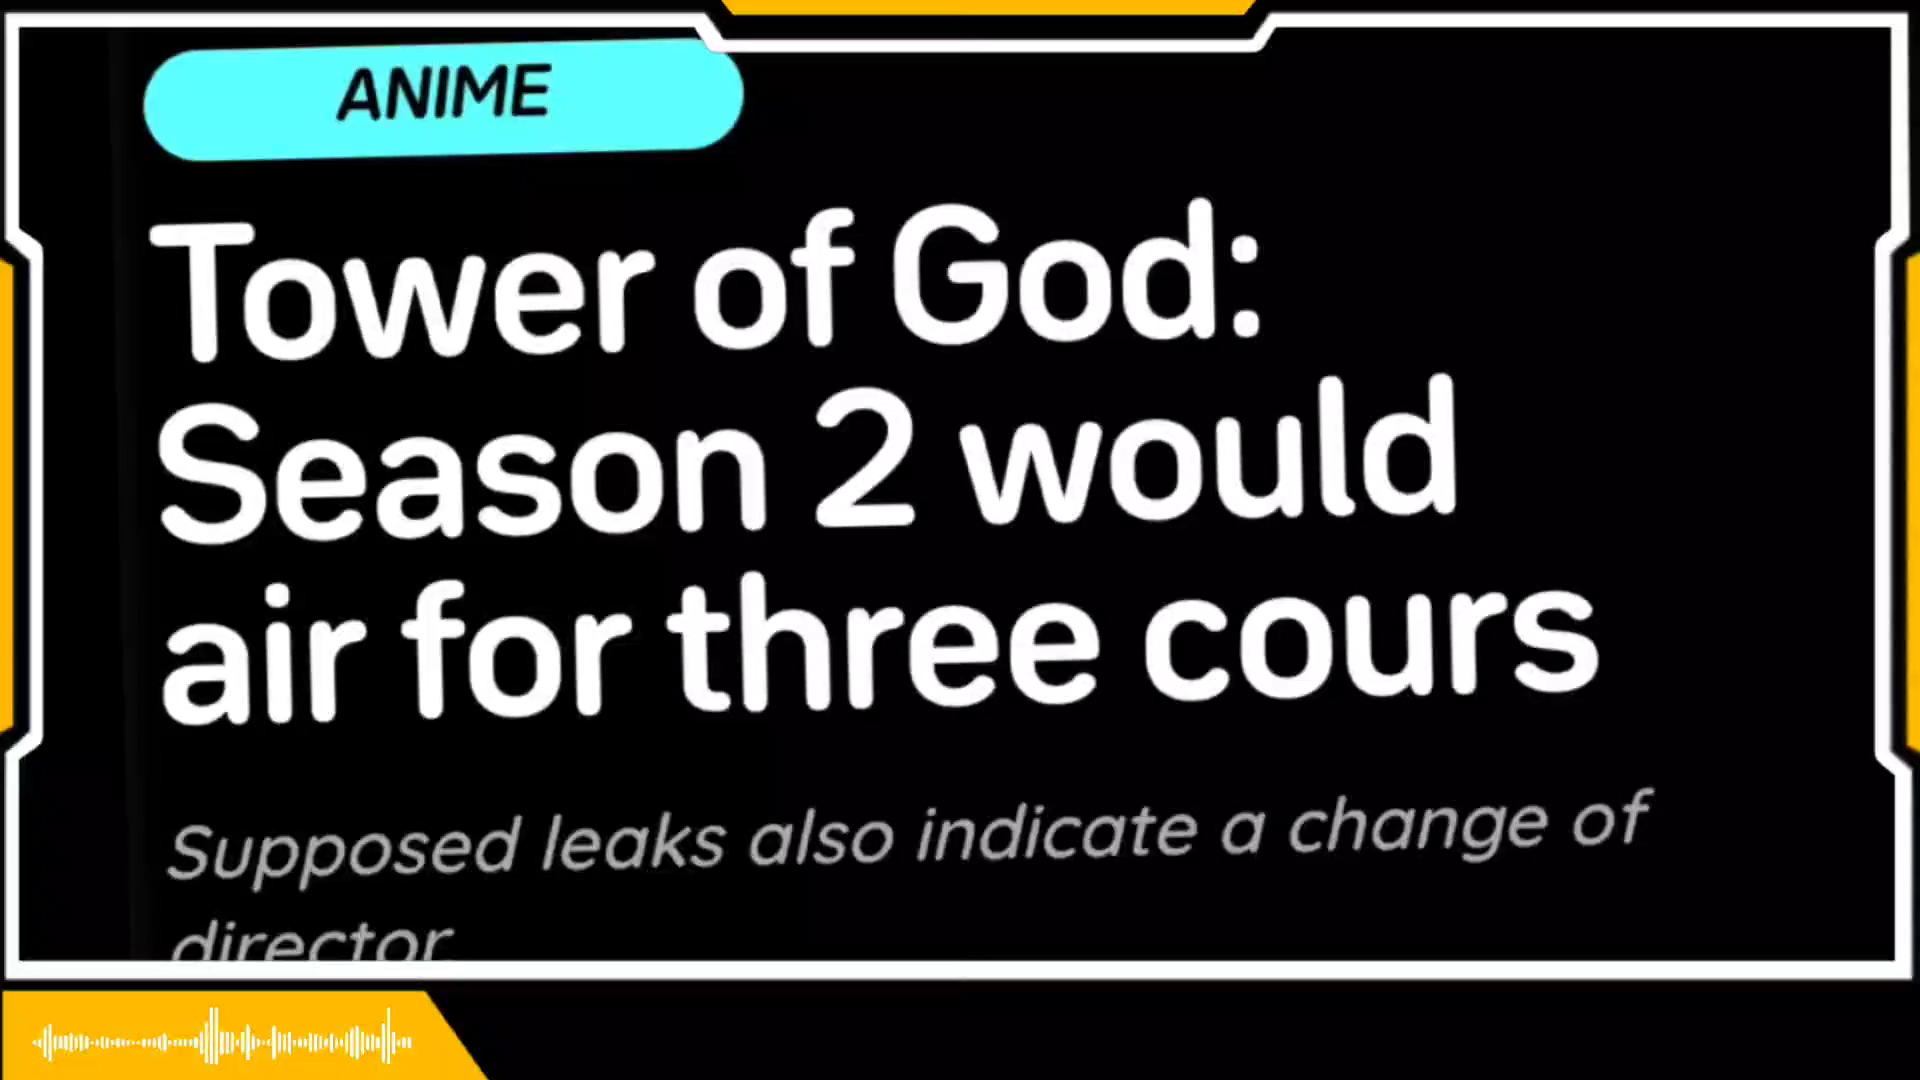 ANIME
Tower of God:
Season 2 would
air for three cours
Supposed leaks also indicate a change of
director.